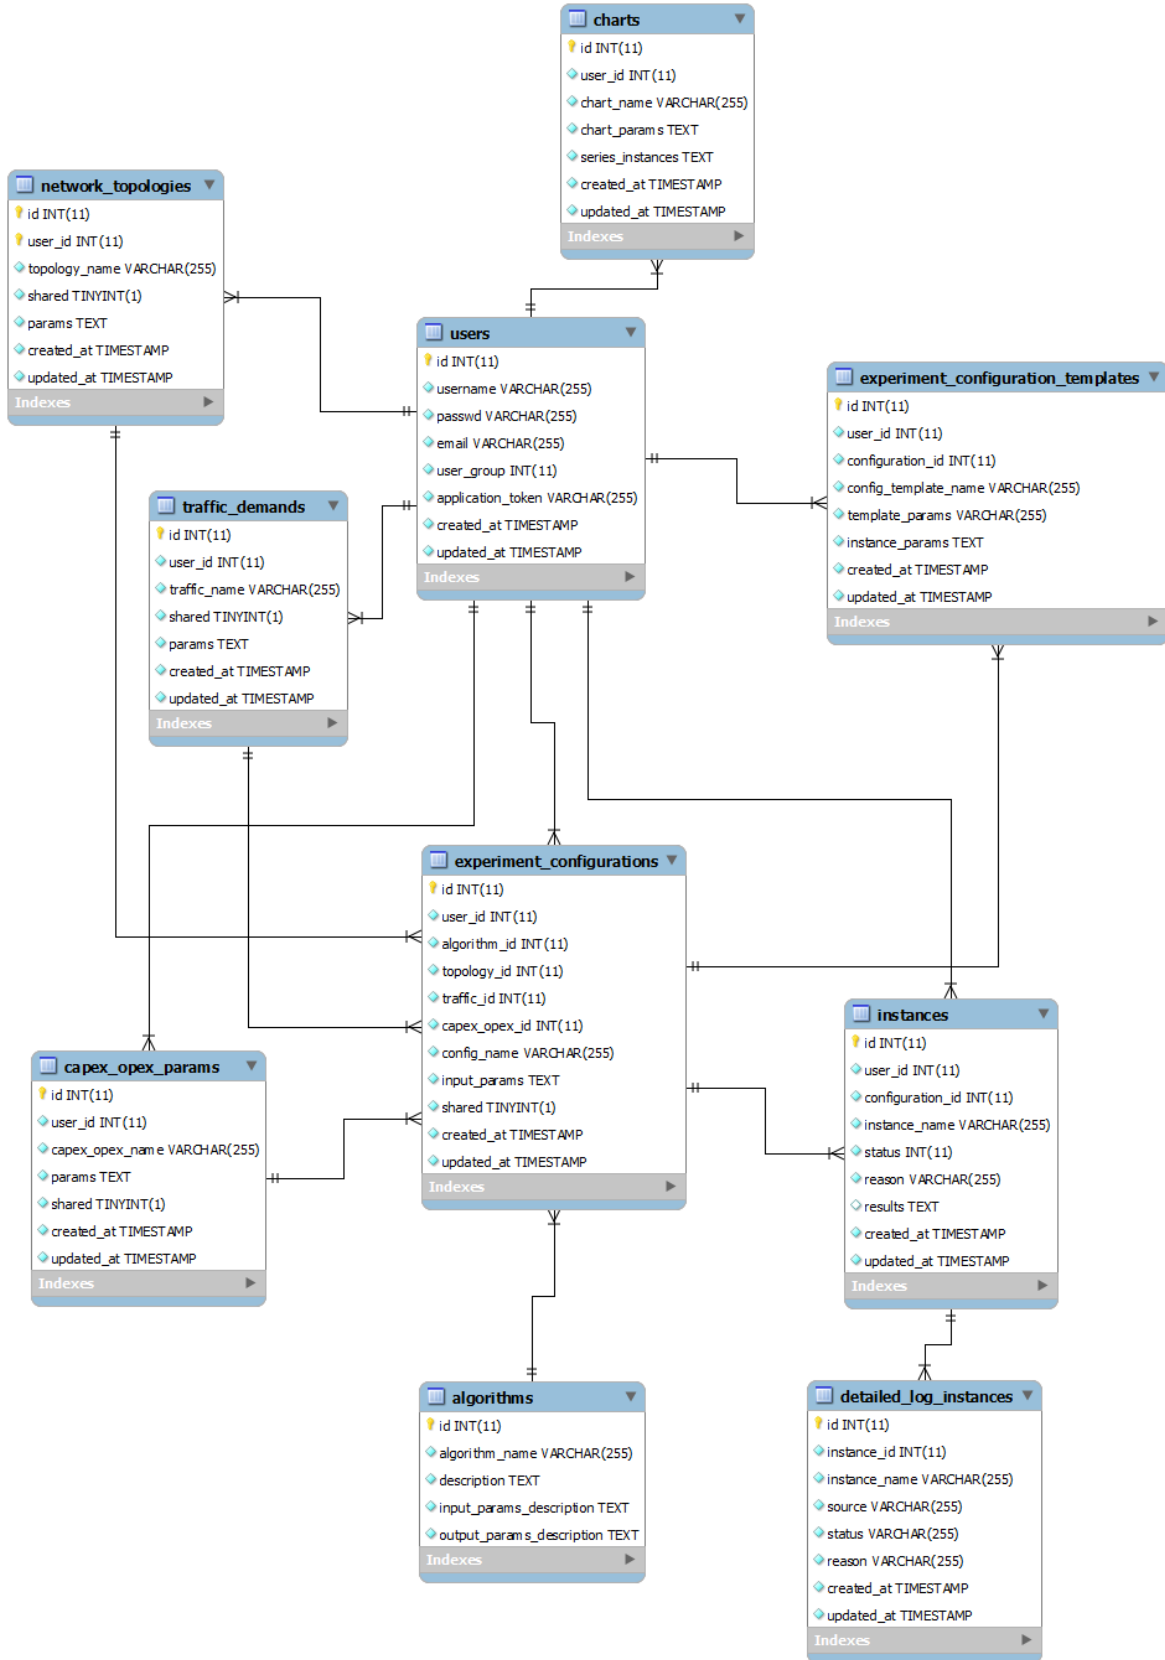 charts
id INT(11)
user_id INT(11)
chart_name VARCHAR(255)
chart_params TEXT
series_instances TEXT
created_at TIMESTAMP
updated_at TIMESTAMP
Indexes
network_topologies
id INT(11)
user_id INT(11)
topology_name VARCHAR(255)
shared TINYINT(1)
params TEXT
created_at TIMESTAMP
updated_at TIMESTAMP
Indexes
users
id INT(11)
username VARCHAR(255)
passwd VARCHAR(255)
email VARCHAR(255)
user_group INT(11)
application_token VARCHAR(255)
created_at TIMESTAMP
updated_at TIMESTAMP
Indexes
experiment_configuration_templates
id INT(11)
user_id INT(11)
configuration_id INT(11)
config_template_name VARCHAR(255)
template_params VARCHAR(255)
instance_params TEXT
created_at TIMESTAMP
updated_at TIMESTAMP
Indexes
traffic_demands
id INT(11)
user_id INT(11)
traffic_name VARCHAR(255)
shared TINYINT(1)
params TEXT
created_at TIMESTAMP
updated_at TIMESTAMP
Indexes
experiment_configurations
id INT(11)
user_id INT(11)
algorithm_id INT(11)
topology_id INT(11)
traffic_id INT(11)
capex_opex_id INT(11)
config_name VARCHAR(255)
input_params TEXT
shared TINYINT(1)
created_at TIMESTAMP
updated_at TIMESTAMP
Indexes
instances
id INT(11)
user_id INT(11)
configuration_id INT(11)
instance_name VARCHAR(255)
status INT(11)
reason VARCHAR(255)
results TEXT
created_at TIMESTAMP
updated_at TIMESTAMP
Indexes
capex_opex_params
id INT(11)
user_id INT(11)
capex_opex_name VARCHAR(255)
params TEXT
shared TINYINT(1)
created_at TIMESTAMP
updated_at TIMESTAMP
Indexes
algorithms
id INT(11)
algorithm_name VARCHAR(255)
description TEXT
input_params_description TEXT
output_params_description TEXT
Indexes
detailed_log_instances
id INT(11)
instance_id INT(11)
instance_name VARCHAR(255)
source VARCHAR(255)
status VARCHAR(255)
reason VARCHAR(255)
created_at TIMESTAMP
updated_at TIMESTAMP
Indexes